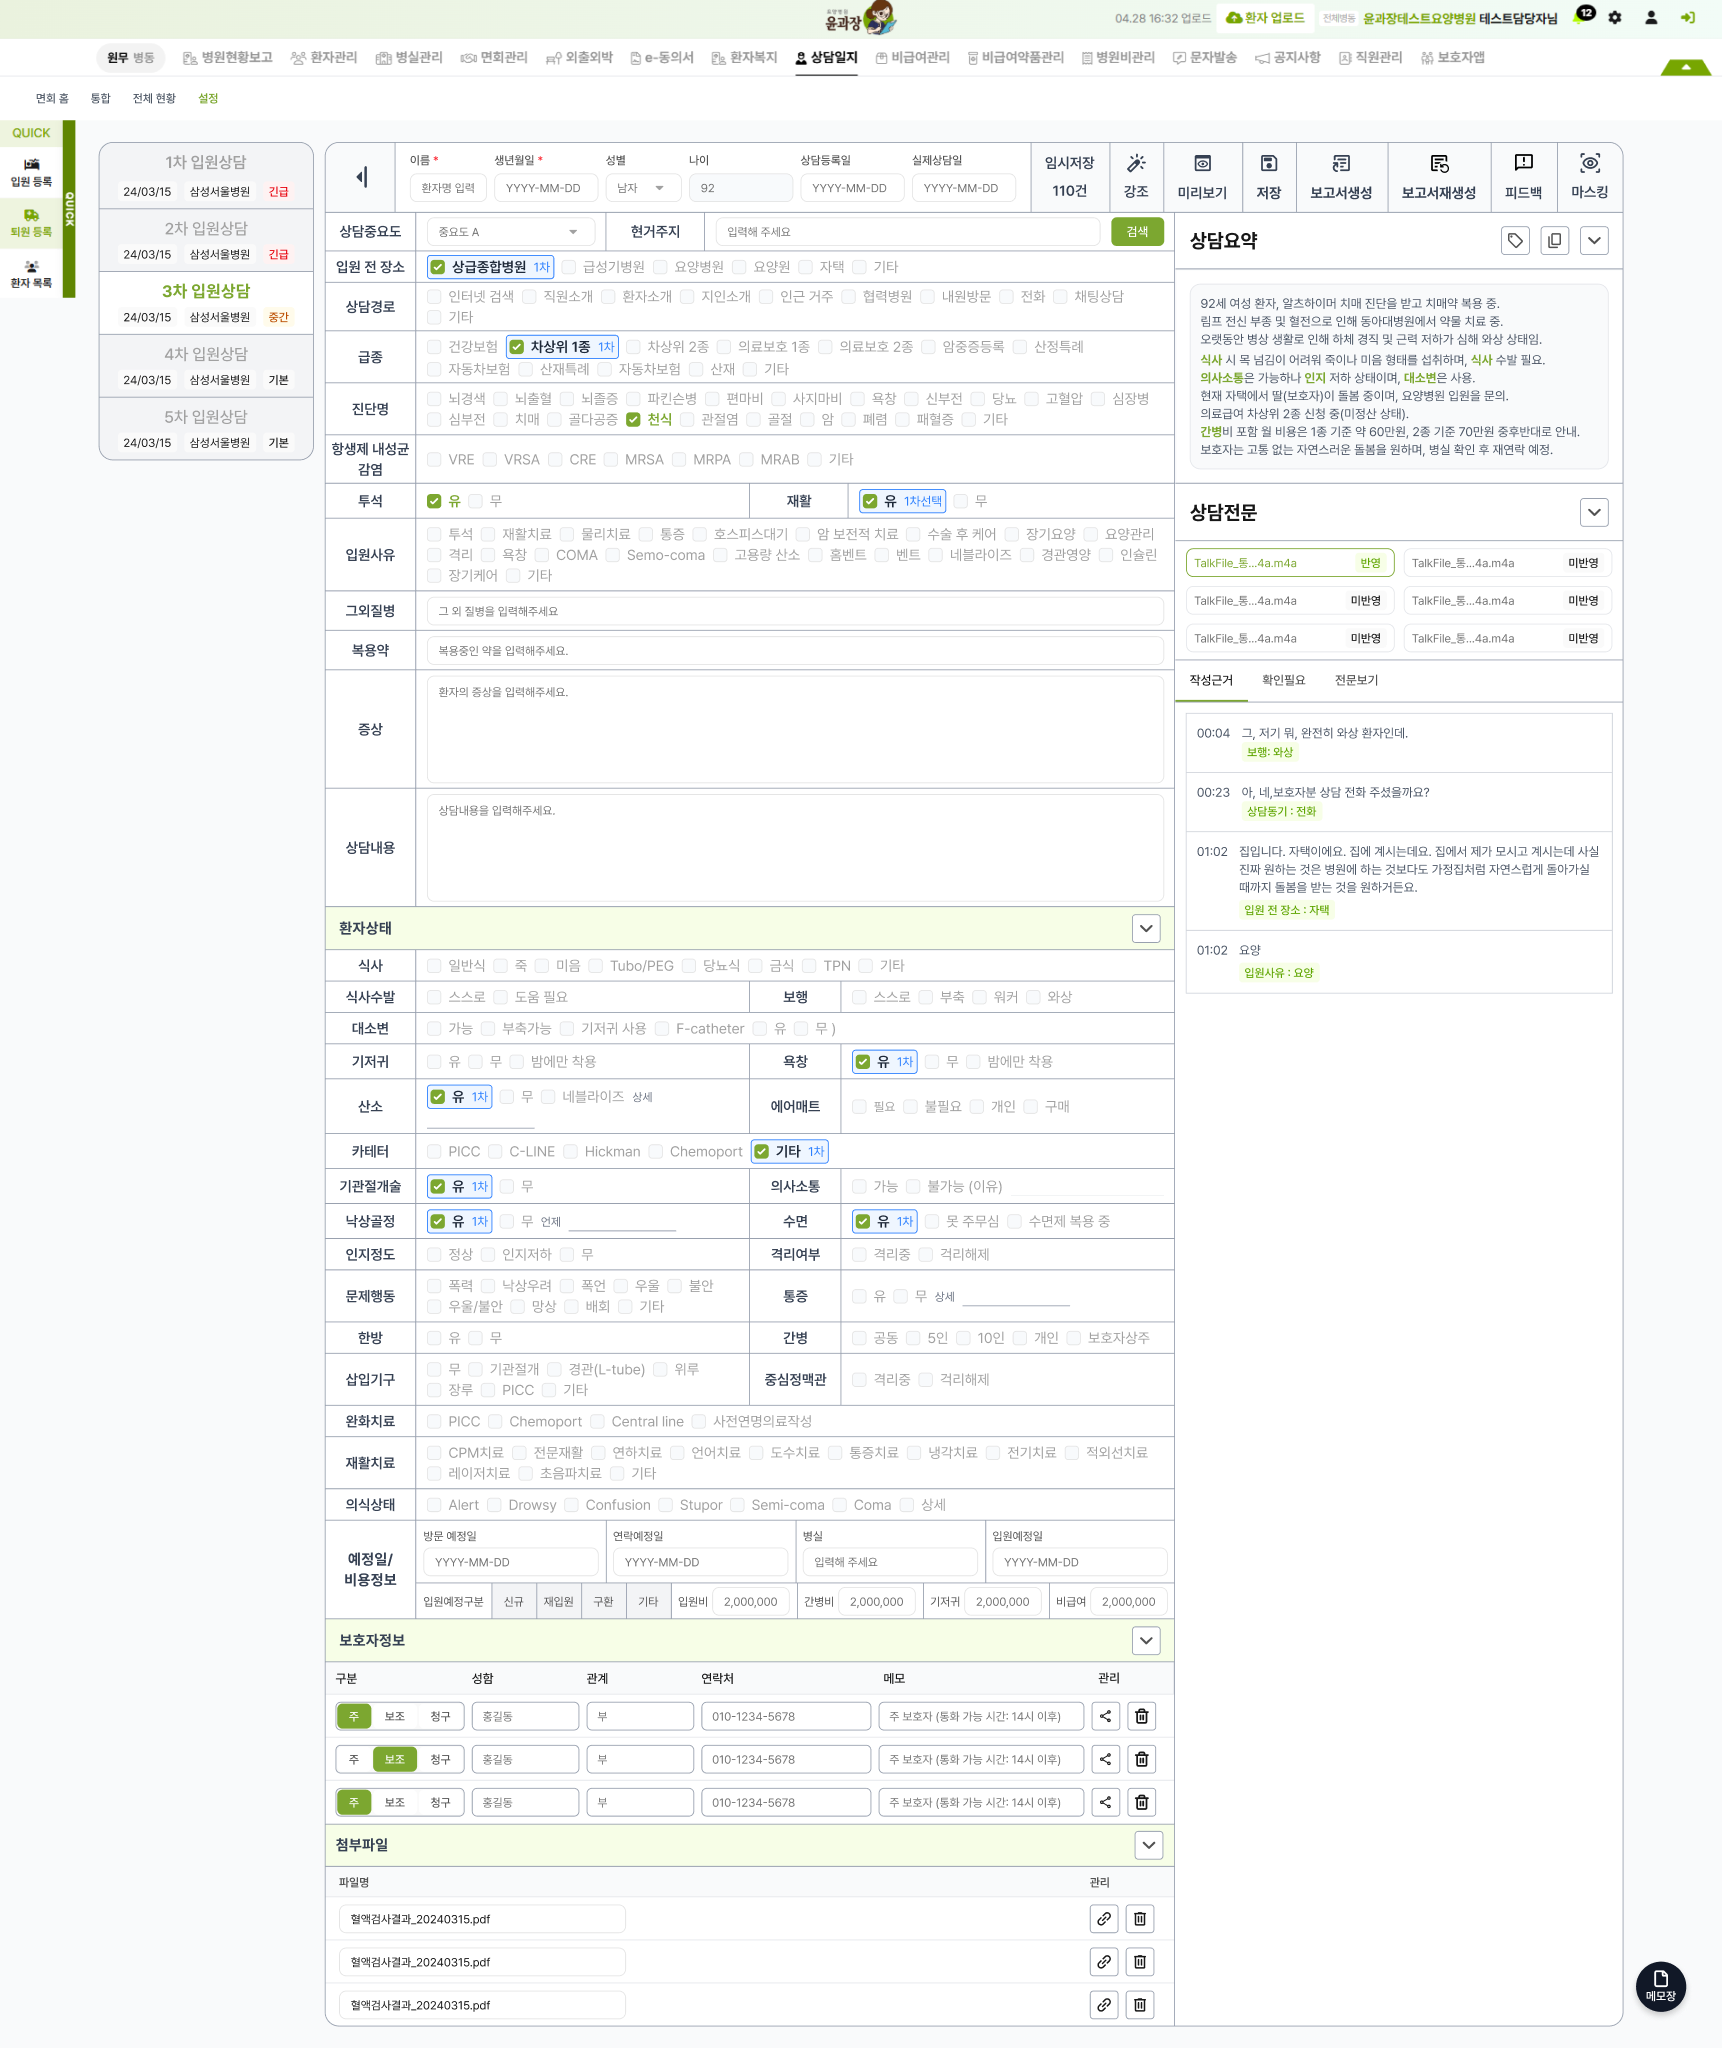 요양병원
윤과장
04.28 16:32 업로드
환자 업로드
전체병동
윤과장테스트요양병원 테스트담당자님
12
원무 병동
병원현황보고
환자관리
병실관리
면회관리
외출외박
e-동의서
환자복지
상담일지
비급여관리
비급여약품관리
병원비관리
문자발송
공지사항
직원관리
보호자앱
면회 홈
통합
전체 현황
설정
QUICK
입원 등록
퇴원 등록
환자 목록
QUICK
1차 입원상담
24/03/15 삼성서울병원 긴급
2차 입원상담
24/03/15 삼성서울병원 긴급
3차 입원상담
24/03/15 삼성서울병원 중간
4차 입원상담
24/03/15 삼성서울병원 기본
5차 입원상담
24/03/15 삼성서울병원 기본
이름 * 생년월일 * 성별 나이 상담등록일 실제상담일
환자명 입력 YYYY-MM-DD 남자 92 YYYY-MM-DD YYYY-MM-DD
임시저장
110건
강조
미리보기
저장
보고서생성
보고서재생성
피드백
마스킹
상담중요도 중요도 A 현거주지 입력해 주세요 검색
입원 전 장소 상급종합병원 1차 급성기병원 요양병원 요양원 자택 기타
상담경로 인터넷 검색 직원소개 환자소개 지인소개 인근 거주 협력병원 내원방문 전화 채팅상담
기타
급종 건강보험 차상위 1종 1차 차상위 2종 의료보호 1종 의료보호 2종 암중증등록 산정특례
자동차보험 산재특례 자동차보험 산재 기타
진단명 뇌경색 뇌출혈 뇌졸증 파킨슨병 편마비 사지마비 욕창 신부전 당뇨 고혈압 심장병
심부전 치매 골다공증 천식 관절염 골절 암 폐렴 패혈증 기타
항생제 내성균
감염
VRE VRSA CRE MRSA MRPA MRAB 기타
투석 유 무 재활 유 1차선택 무
입원사유 투석 재활치료 물리치료 통증 호스피스대기 암 보전적 치료 수술 후 케어 장기요양 요양관리
격리 욕창 COMA Semo-coma 고용량 산소 홈벤트 벤트 네블라이즈 경관영양 인슐린
장기케어 기타
그외질병 그 외 질병을 입력해주세요
복용약 복용중인 약을 입력해주세요.
증상 환자의 증상을 입력해주세요.
상담내용 상담내용을 입력해주세요.
환자상태
식사 일반식 죽 미음 Tubo/PEG 당뇨식 금식 TPN 기타
식사수발 스스로 도움 필요 보행 스스로 부축 워커 와상
대소변 가능 부축가능 기저귀 사용 F-catheter 유 무 )
기저귀 유 무 밤에만 착용 욕창 유 1차 무 밤에만 착용
산소 유 1차 무 네블라이즈 상세 에어매트 필요 불필요 개인 구매
카테터 PICC C-LINE Hickman Chemoport 기타 1차
기관절개술 유 1차 무 의사소통 가능 불가능 (이유)
낙상골정 유 1차 무 언제 수면 유 1차 못 주무심 수면제 복용 중
인지정도 정상 인지저하 무 격리여부 격리중 걱리해제
문제행동 폭력 낙상우려 폭언 우울 불안
우울/불안 망상 배회 기타
통증 유 무 상세
한방 유 무 간병 공동 5인 10인 개인 보호자상주
삽입기구 무 기관절개 경관(L-tube) 위루
장루 PICC 기타
중심정맥관 격리중 걱리해제
완화치료 PICC Chemoport Central line 사전연명의료작성
재활치료 CPM치료 전문재활 연하치료 언어치료 도수치료 통증치료 냉각치료 전기치료 적외선치료
레이저치료 초음파치료 기타
의식상태 Alert Drowsy Confusion Stupor Semi-coma Coma 상세
예정일/
비용정보
방문 예정일 연락예정일 병실 입원예정일
YYYY-MM-DD YYYY-MM-DD 입력해 주세요 YYYY-MM-DD
입원예정구분 신규 재입원 구환 기타 입원비 2,000,000 간병비 2,000,000 기저귀 2,000,000 비급여 2,000,000
보호자정보
구분 성함 관계 연락처 메모 관리
주 보조 청구 홍길동 부 010-1234-5678 주 보호자 (통화 가능 시간: 14시 이후)
주 보조 청구 홍길동 부 010-1234-5678 주 보호자 (통화 가능 시간: 14시 이후)
주 보조 청구 홍길동 부 010-1234-5678 주 보호자 (통화 가능 시간: 14시 이후)
첨부파일
파일명 관리
혈액검사결과_20240315.pdf
혈액검사결과_20240315.pdf
혈액검사결과_20240315.pdf
상담요약
92세 여성 환자, 알츠하이머 치매 진단을 받고 치매약 복용 중.
림프 전신 부종 및 혈전으로 인해 동아대병원에서 약물 치료 중.
오랫동안 병상 생활로 인해 하체 경직 및 근력 저하가 심해 와상 상태임.
식사 시 목 넘김이 어려워 죽이나 미음 형태를 섭취하며, 식사 수발 필요.
의사소통은 가능하나 인지 저하 상태이며, 대소변은 사용.
현재 자택에서 딸(보호자)이 돌봄 중이며, 요양병원 입원을 문의.
의료급여 차상위 2종 신청 중(미정산 상태).
간병비 포함 월 비용은 1종 기준 약 60만원, 2종 기준 70만원 중후반대로 안내.
보호자는 고통 없는 자연스러운 돌봄을 원하며, 병실 확인 후 재연락 예정.
상담전문
TalkFile_통...4a.m4a 반영 TalkFile_통...4a.m4a 미반영
TalkFile_통...4a.m4a 미반영 TalkFile_통...4a.m4a 미반영
TalkFile_통...4a.m4a 미반영 TalkFile_통...4a.m4a 미반영
작성근거 확인필요 전문보기
00:04 그, 저기 뭐, 완전히 와상 환자인데.
보행: 와상
00:23 아, 네,보호자분 상담 전화 주셨을까요?
상담동기 : 전화
01:02 집입니다. 자택이에요. 집에 계시는데요. 집에서 제가 모시고 계시는데 사실
진짜 원하는 것은 병원에 하는 것보다도 가정집처럼 자연스럽게 돌아가실
때까지 돌봄을 받는 것을 원하거든요.
입원 전 장소 : 자택
01:02 요양
입원사유 : 요양
메모장